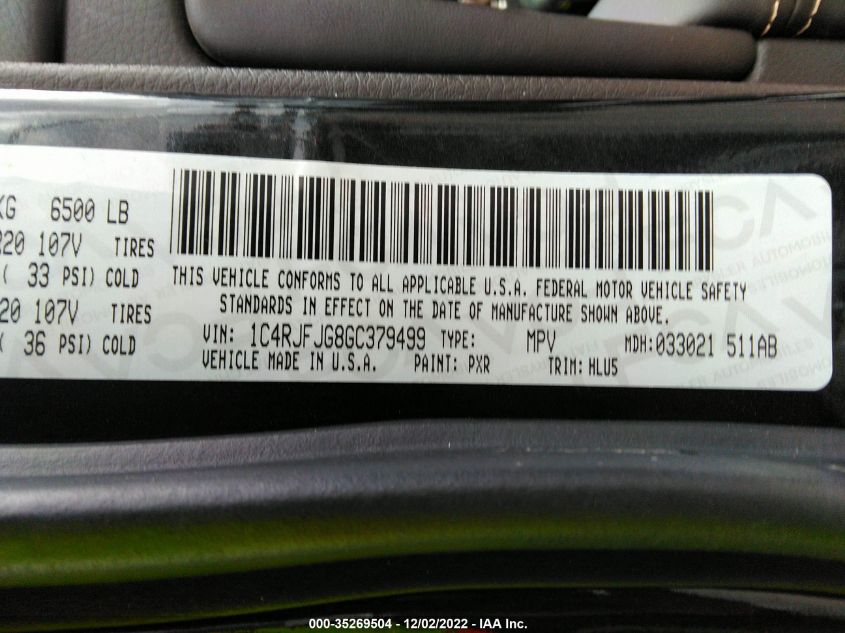 KG 6500 LB
R20 107V TIRES
( 33 PSI) COLD
20 107V TIRES
( 36 PSI) COLD
THIS VEHICLE CONFORMS TO ALL APPLICABLE U.S.A. FEDERAL MOTOR VEHICLE SAFETY
STANDARDS IN EFFECT ON THE DATE OF MANUFACTURE SHOWN ABOVE.
VIN: 1C4RJFJG8GC379499 TYPE: MPV MDH:033021 511AB
VEHICLE MADE IN U.S.A. PAINT: PXR TRIM: HLU5
000-35269504 - 12/02/2022 - IAA Inc.